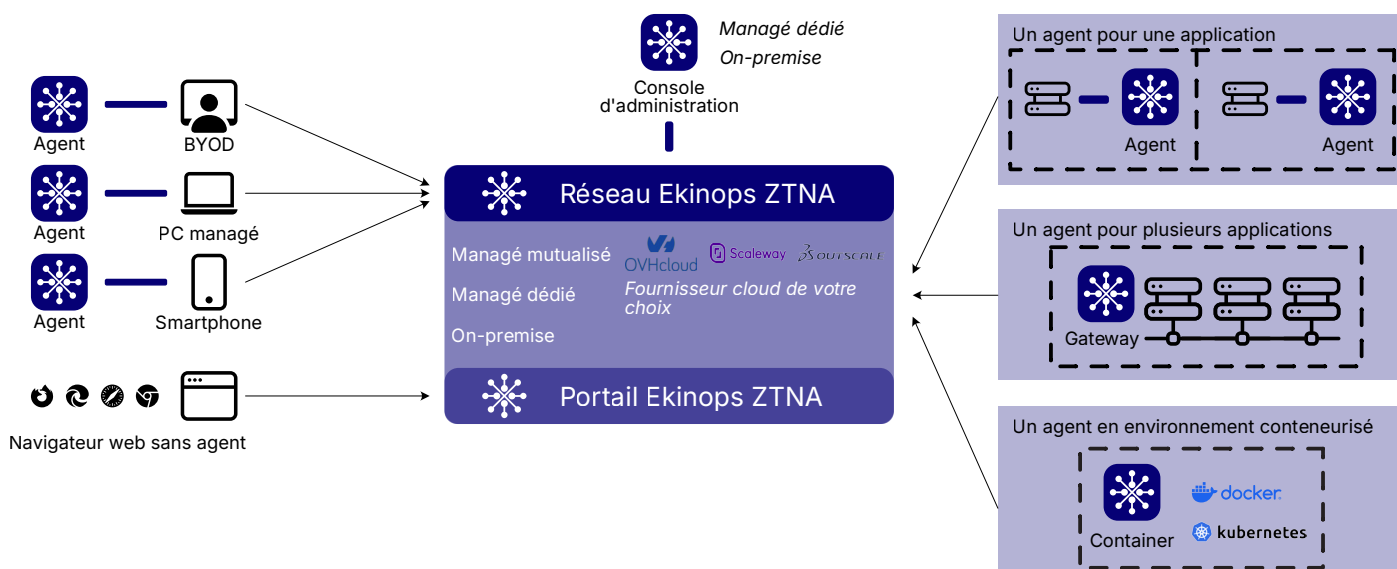 Managé dédié
On-premise
Console
d'administration
Agent
BYOD
Agent
PC managé
Agent
Smartphone
Navigateur web sans agent
Réseau Ekinops ZTNA
Managé mutualisé
OVHcloud
Scaleway
OUTSCALE
Managé dédié
Fournisseur cloud de votre
choix
On-premise
Portail Ekinops ZTNA
Un agent pour une application
Agent
Agent
Un agent pour plusieurs applications
Gateway
Un agent en environnement conteneurisé
Container
docker
kubernetes